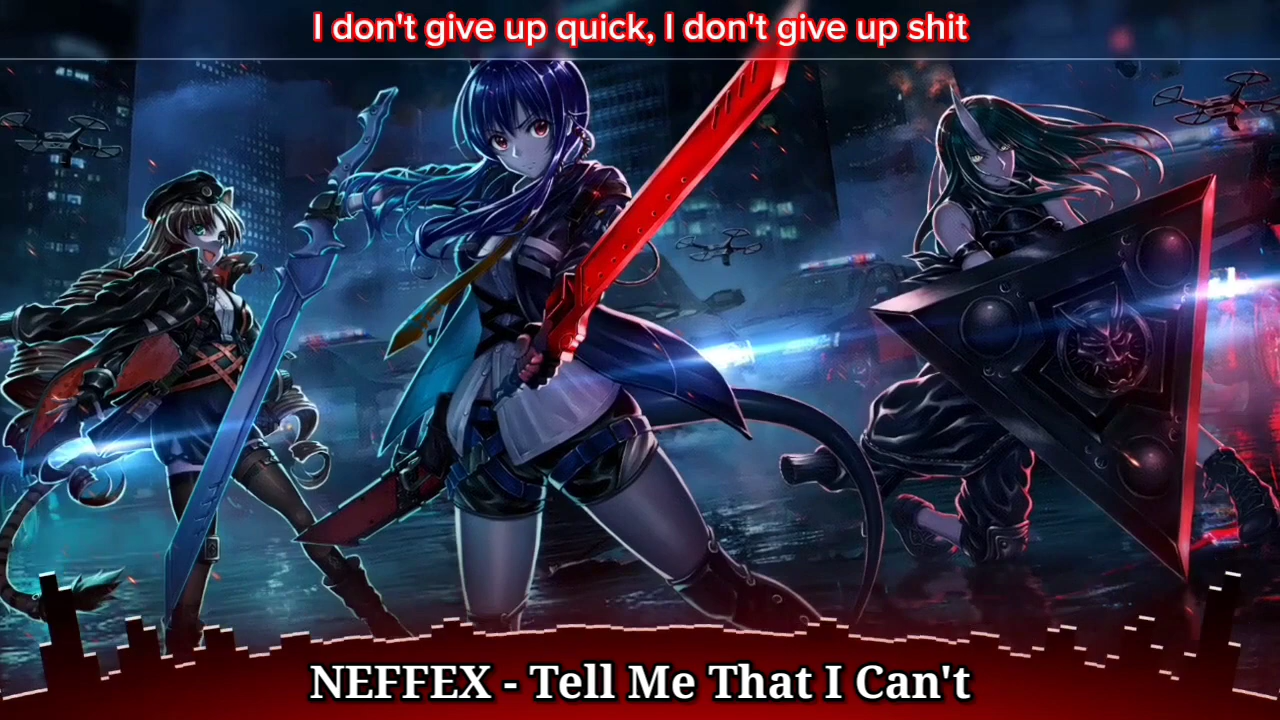 I don't give up quick, I don't give up shit
NEFFEX - Tell Me That I Can't